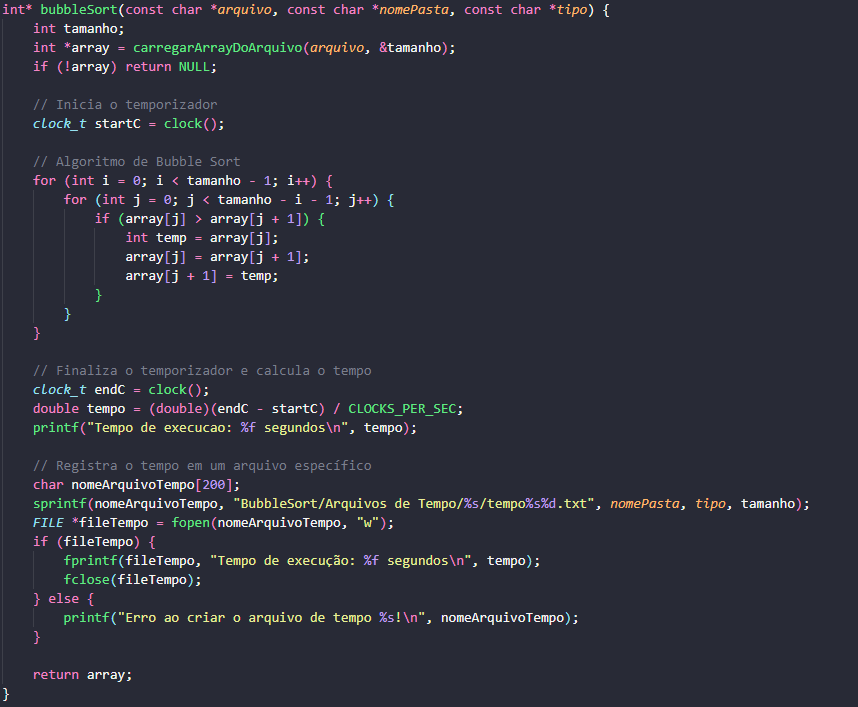 int* bubbleSort(const char *arquivo, const char *nomePasta, const char *tipo) {
    int tamanho;
    int *array = carregarArrayDoArquivo(arquivo, &tamanho);
    if (!array) return NULL;

    // Inicia o temporizador
    clock_t startC = clock();

    // Algoritmo de Bubble Sort
    for (int i = 0; i < tamanho - 1; i++) {
        for (int j = 0; j < tamanho - i - 1; j++) {
            if (array[j] > array[j + 1]) {
                int temp = array[j];
                array[j] = array[j + 1];
                array[j + 1] = temp;
            }
        }
    }

    // Finaliza o temporizador e calcula o tempo
    clock_t endC = clock();
    double tempo = (double)(endC - startC) / CLOCKS_PER_SEC;
    printf("Tempo de execucao: %f segundos\n", tempo);

    // Registra o tempo em um arquivo específico
    char nomeArquivoTempo[200];
    sprintf(nomeArquivoTempo, "BubbleSort/Arquivos de Tempo/%s/tempo%s%d.txt", nomePasta, tipo, tamanho);
    FILE *fileTempo = fopen(nomeArquivoTempo, "w");
    if (fileTempo) {
        fprintf(fileTempo, "Tempo de execução: %f segundos\n", tempo);
        fclose(fileTempo);
    } else {
        printf("Erro ao criar o arquivo de tempo %s!\n", nomeArquivoTempo);
    }

    return array;
}